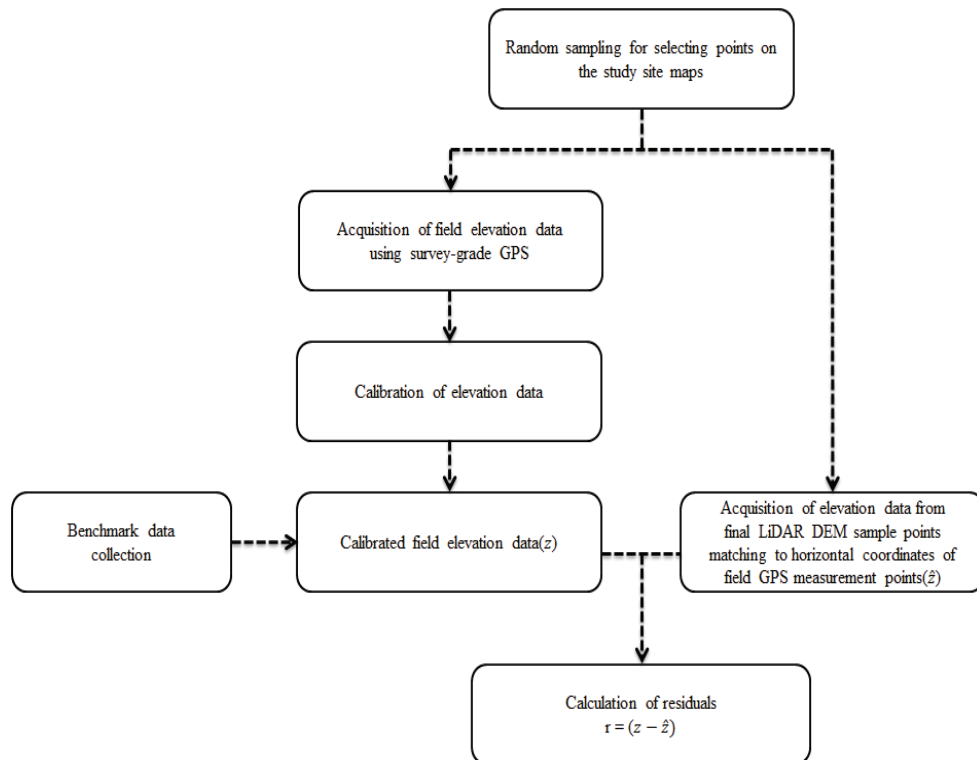 Random sampling for selecting points on
the study site maps
Acquisition of field elevation data
using survey-grade GPS
Calibration of elevation data
Benchmark data
collection
Calibrated field elevation data(z)
Acquisition of elevation data from
final LiDAR DEM sample points
matching to horizontal coordinates of
field GPS measurement points(ẑ)
Calculation of residuals
r = (z − ẑ)